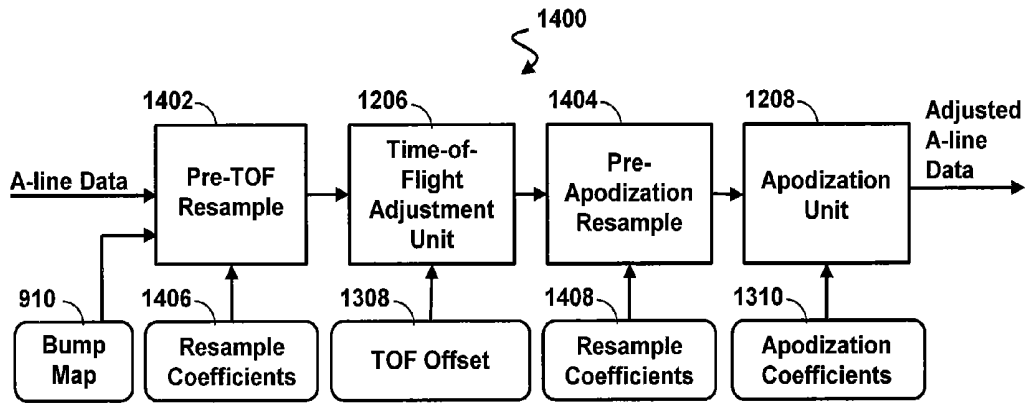 1400
1402
1206
1404
1208
A-line Data
Pre-TOF
Resample
Time-of-
Flight
Adjustment
Unit
Pre-
Apodization
Resample
Apodization
Unit
Adjusted
A-line
Data
910
1406
1308
1408
1310
Bump
Map
Resample
Coefficients
TOF Offset
Resample
Coefficients
Apodization
Coefficients